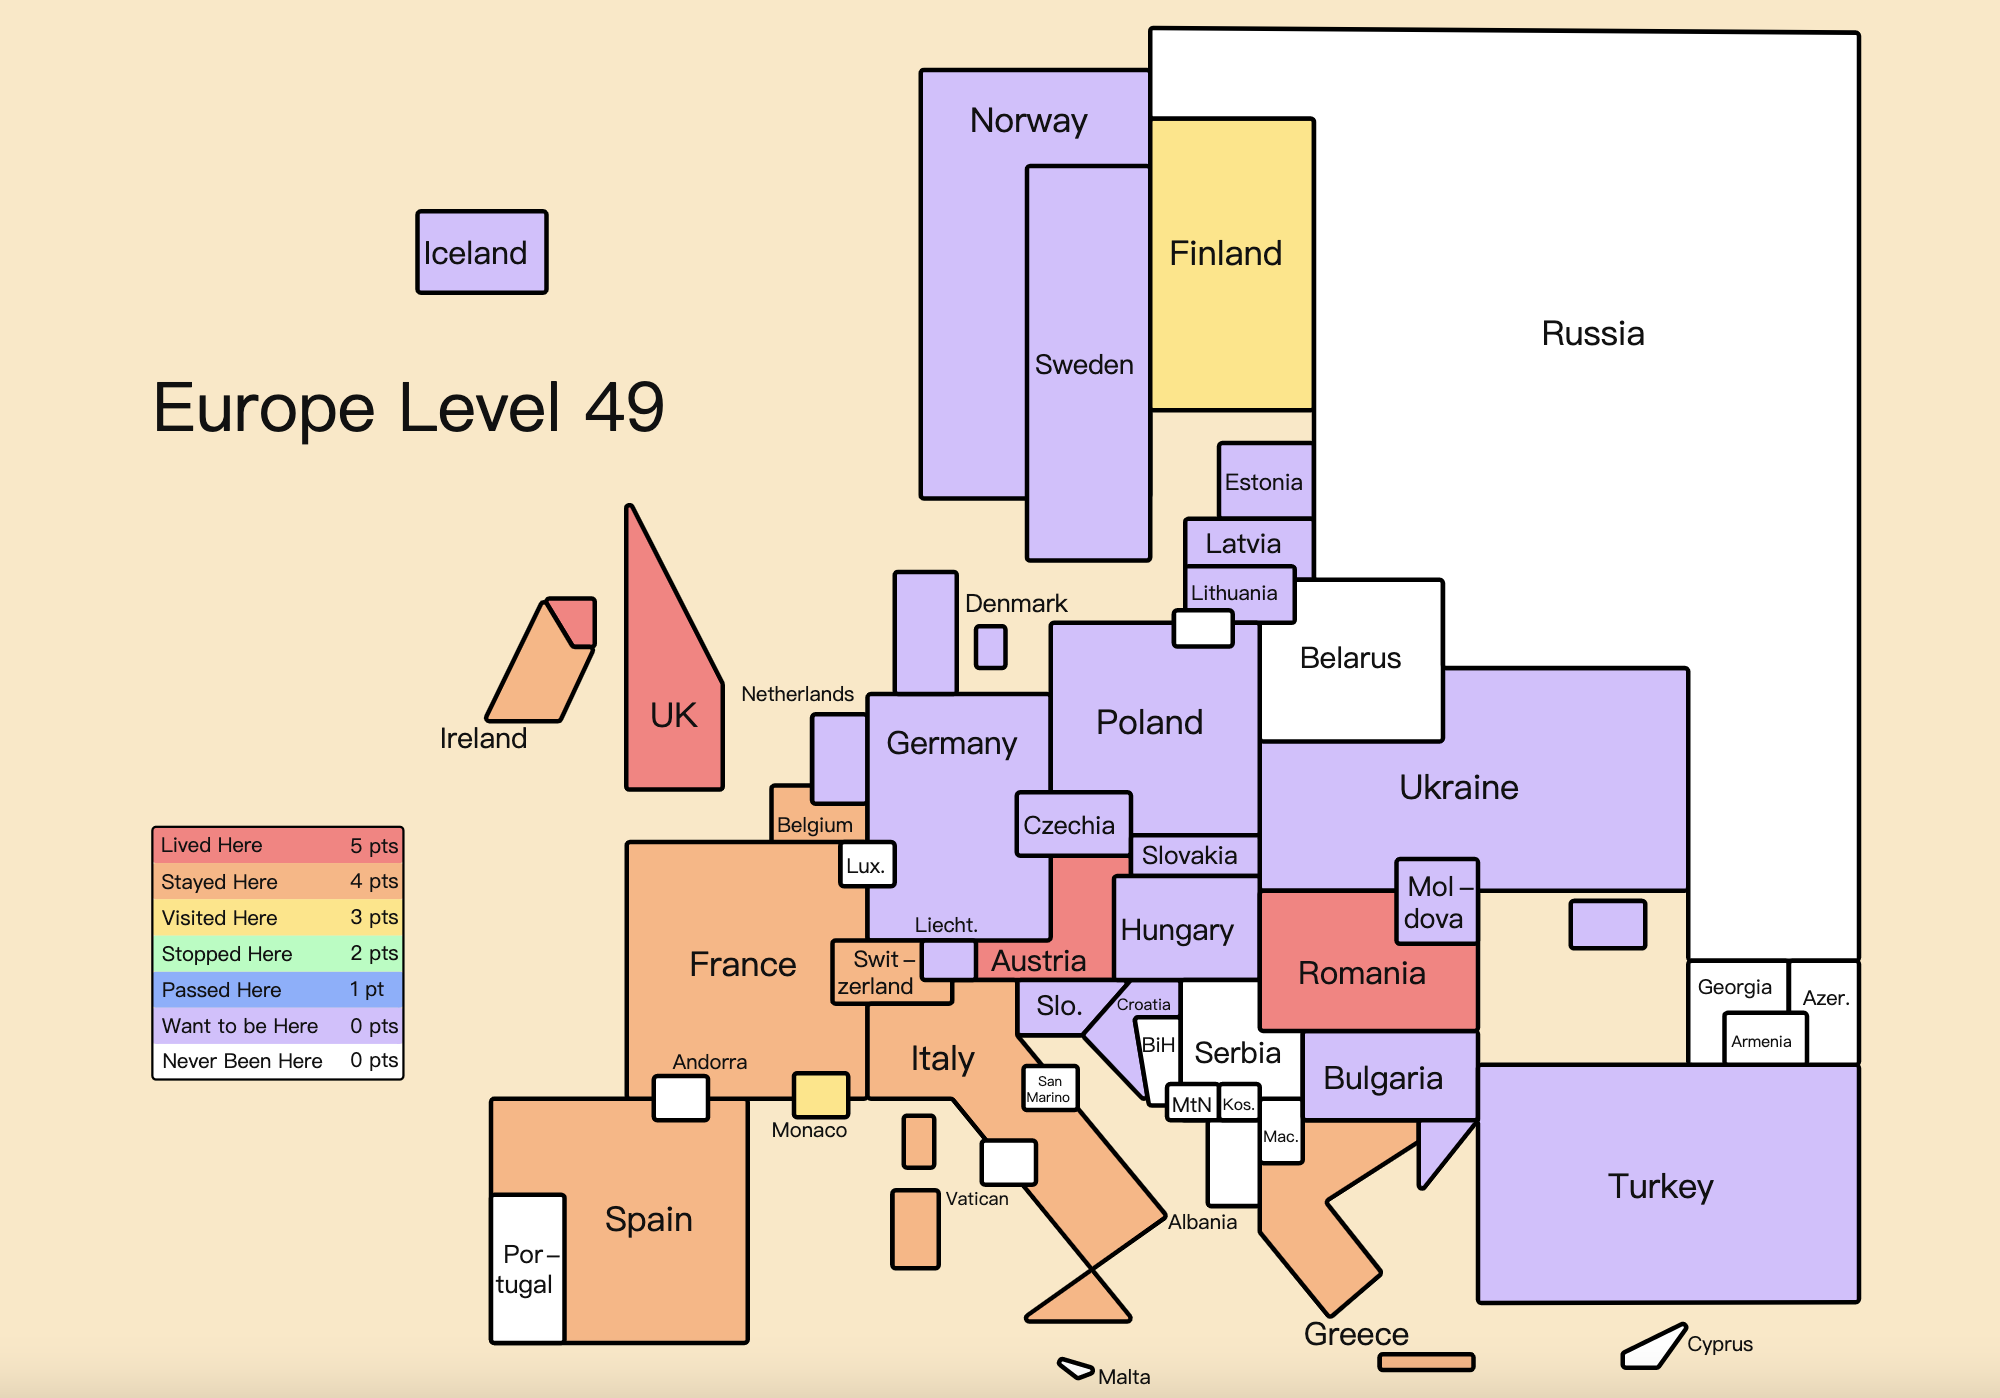 Norway
Iceland
Finland
Russia
Sweden
Europe Level 49
Estonia
Latvia
Lithuania
Denmark
Belarus
Netherlands
UK
Poland
Ireland
Germany
Ukraine
Belgium
Czechia
Lived Here 5 pts
Stayed Here 4 pts
Visited Here 3 pts
Stopped Here 2 pts
Passed Here 1 pt
Want to be Here 0 pts
Never Been Here 0 pts
Lux.
Slovakia
Mol-
dova
Liecht.
Hungary
France
Swit-
zerland
Austria
Romania
Georgia
Azer.
Slo.
Croatia
Armenia
BiH
Serbia
Italy
Andorra
Bulgaria
San
Marino
MtN
Kos.
Monaco
Mac.
Vatican
Turkey
Spain
Albania
Por-
tugal
Greece
Cyprus
Malta